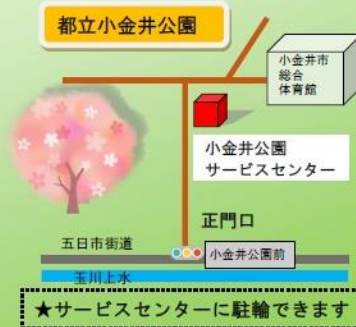 都立小金井公園
小金井市
総合
体育館
小金井公園
サービスセンター
正門口
五日市街道
小金井公園前
玉川上水
★サービスセンターに駐輪できます